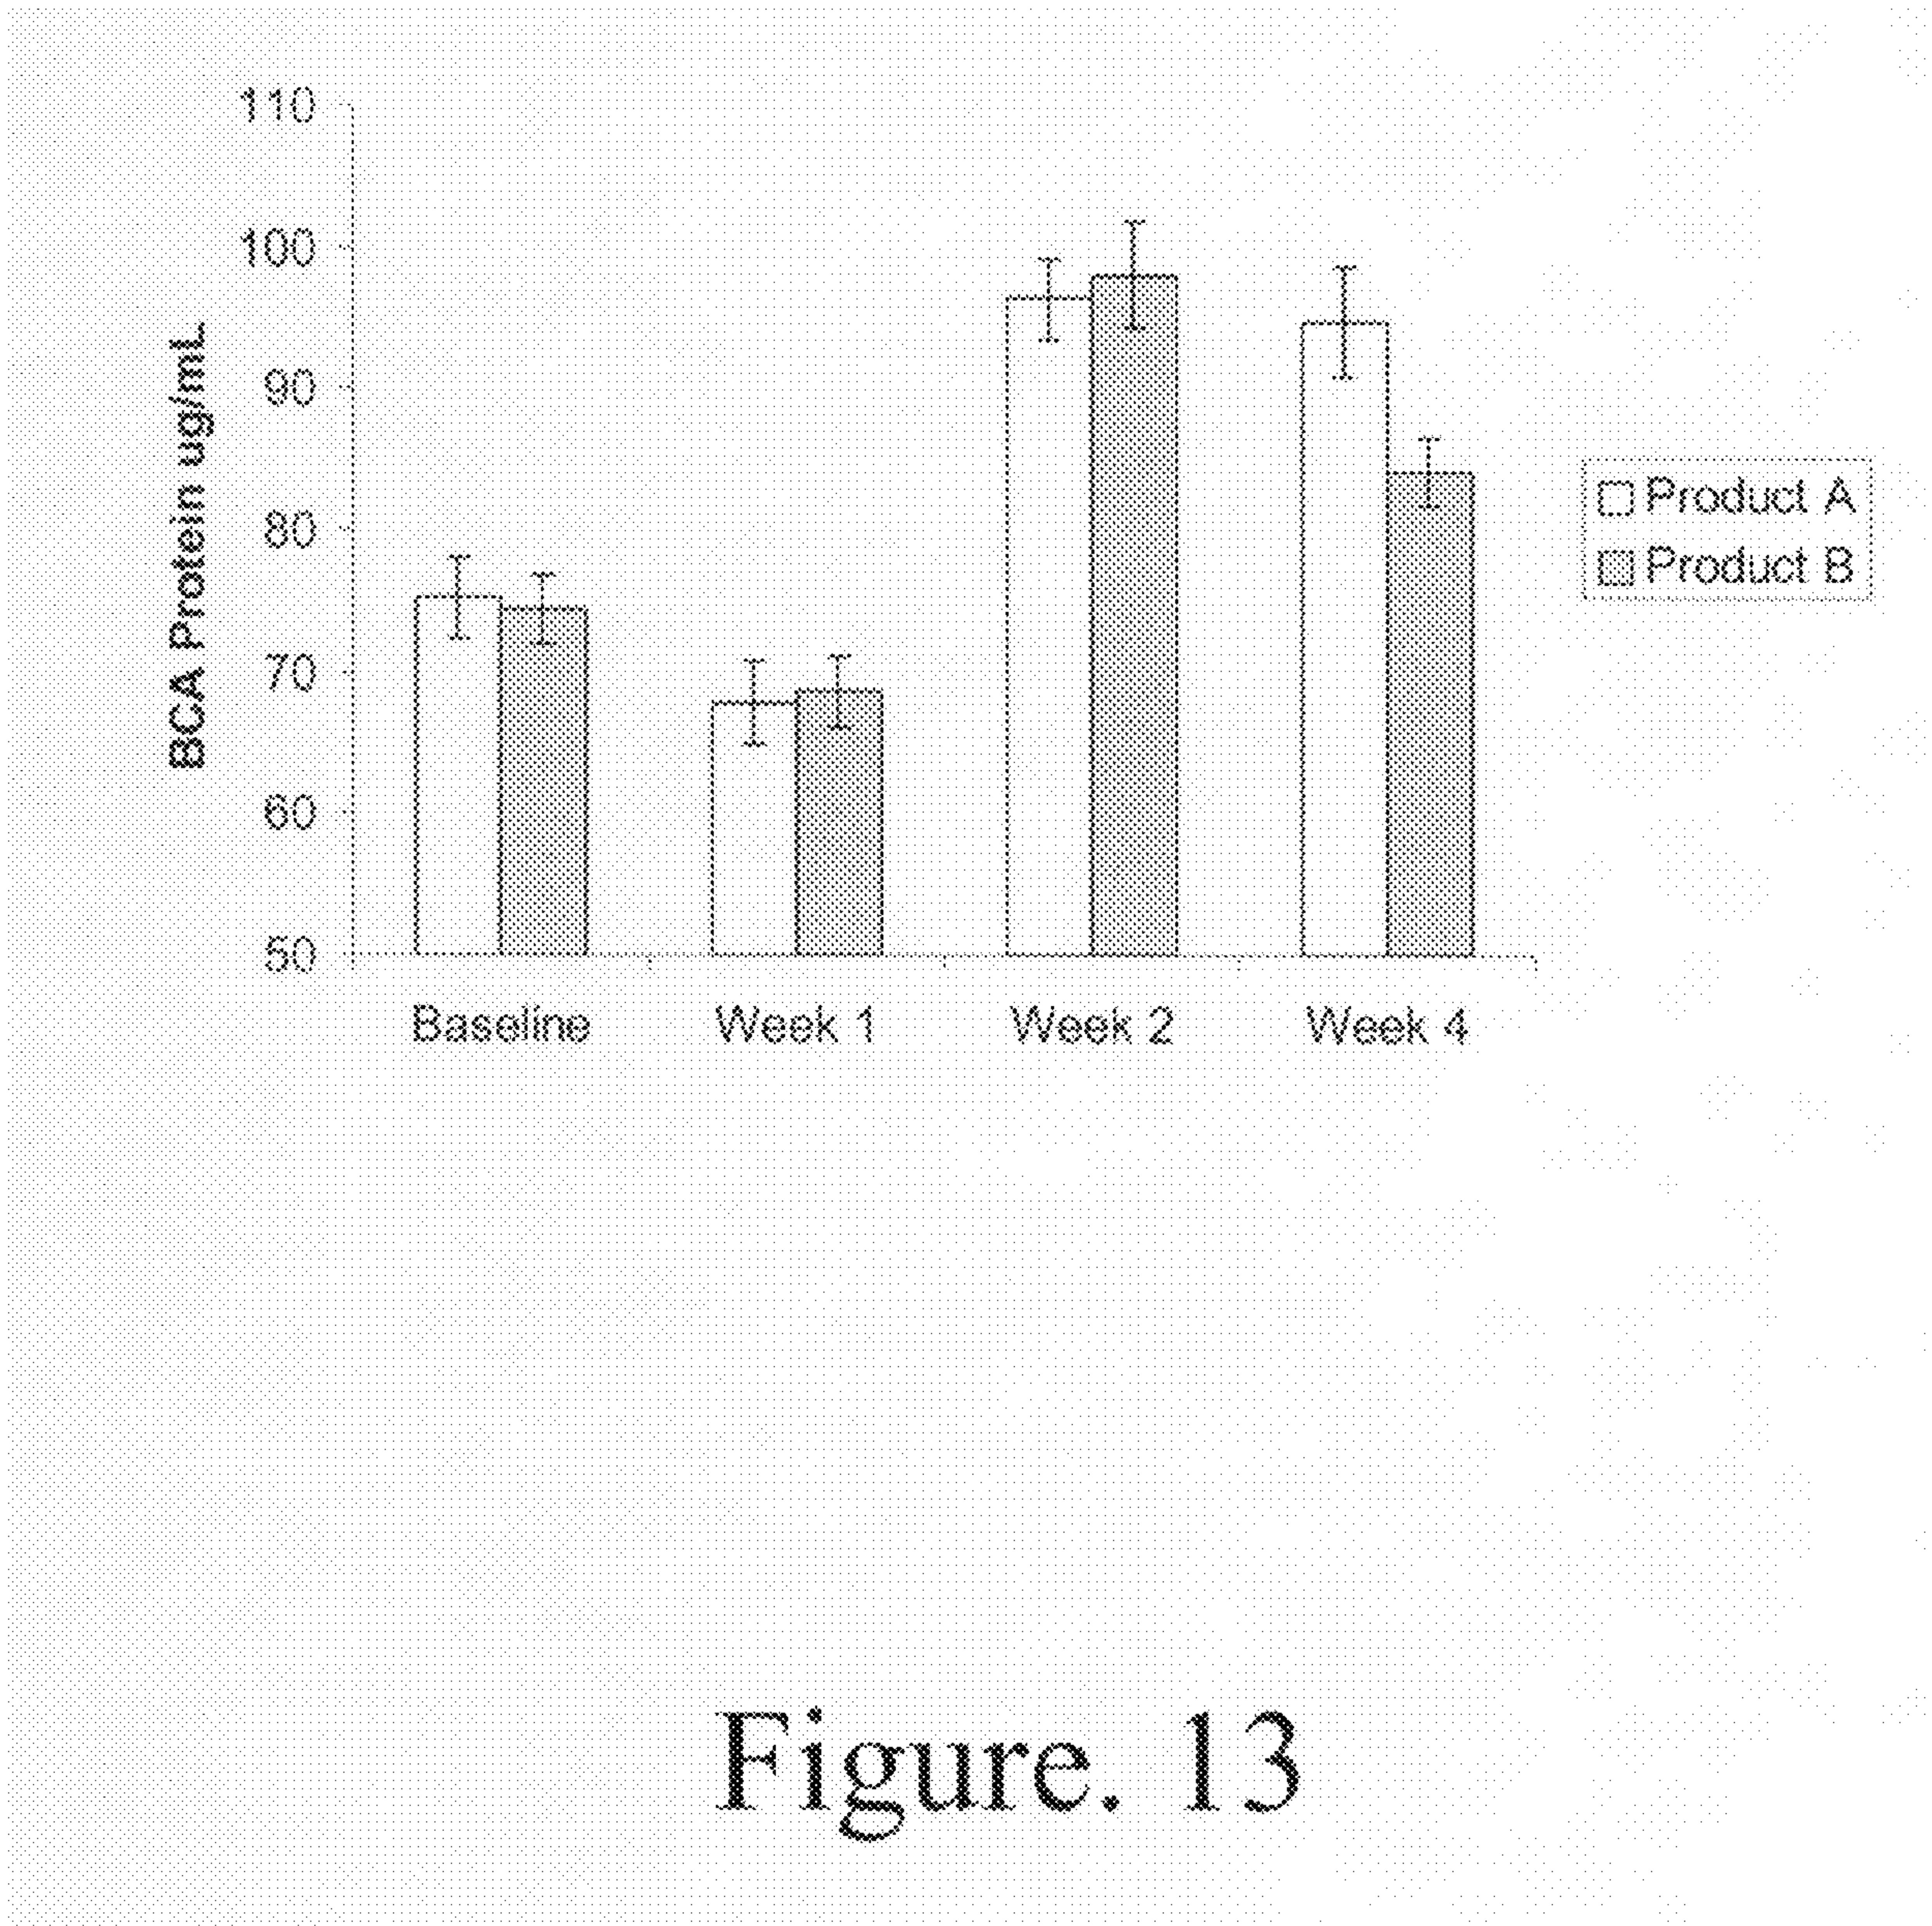 110
100
90
80
70
60
50
BCA Protein ug/mL
Baseline Week 1 Week 2 Week 4
Product A
Product B
Figure. 13